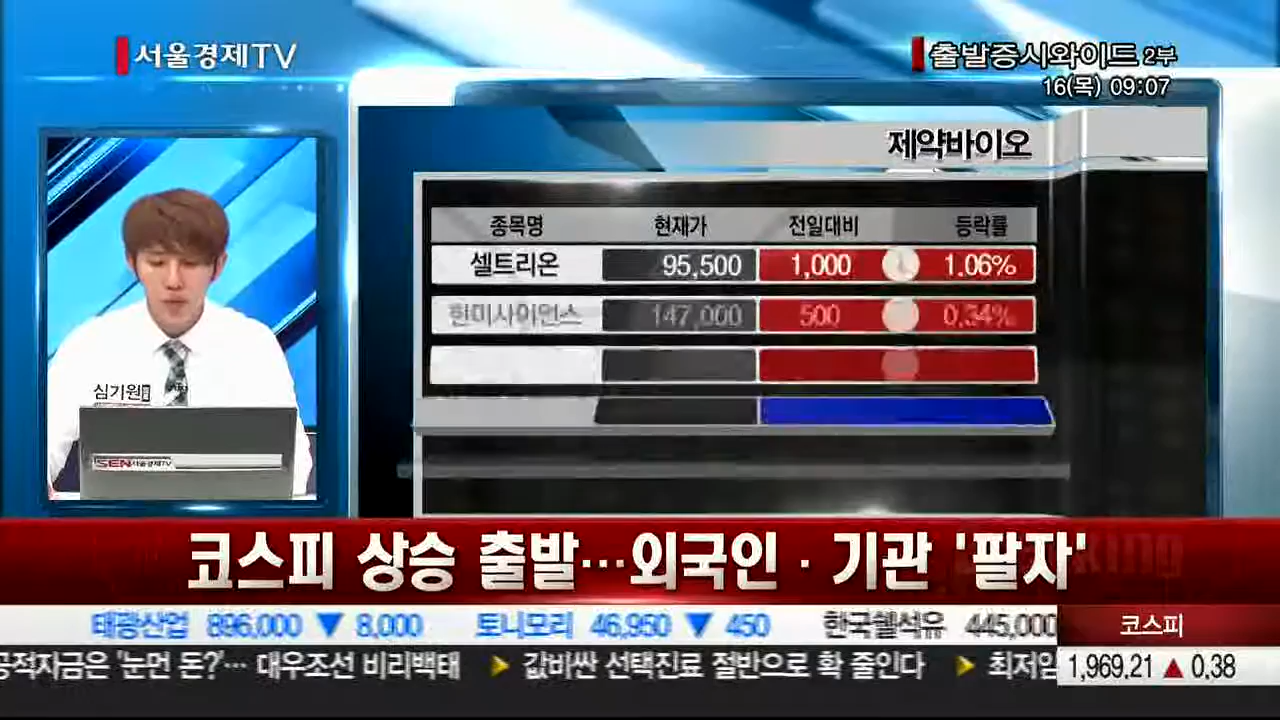 서울경제TV
출발증시와이드 2부
16(목) 09:07
제약바이오
종목명 현재가 전일대비 등락률
셀트리온 95,500 1,000 1.06%
한미사이언스 147,000 500 0.34%
심기원
SEN 서울경제TV
코스피 상승 출발…외국인·기관 '팔자'
태광산업 896,000 ▼ 8,000 토니모리 46,950 ▼ 450 한국쉘석유 445,000
코스피
공적자금은 '눈먼 돈?'… 대우조선 비리백태 ▶ 값비싼 선택진료 절반으로 확 줄인다 ▶ 최저임
1,969.21 ▲ 0.38